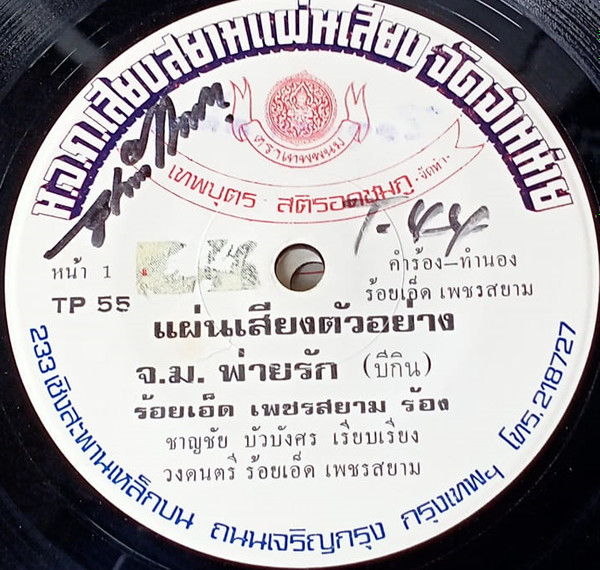 น.จ.ภ.เสียงสยามแผ่นเสียง จัดจำหน่าย
ตราเทพพนม
เทพบุตร สติรอดชมภู จัดทำ
T-44
หน้า 1
คำร้อง-ทำนอง
TP 55
ร้อยเอ็ด เพชรสยาม
แผ่นเสียงตัวอย่าง
จ.ม. พ่ายรัก (บีกิน)
ร้อยเอ็ด เพชรสยาม ร้อง
ชาญชัย บัวบังศร เรียบเรียง
วงดนตรี ร้อยเอ็ด เพชรสยาม
233 เชิงสะพานเหล็กบน ถนนเจริญกรุง กรุงเทพฯ โทร. 218727